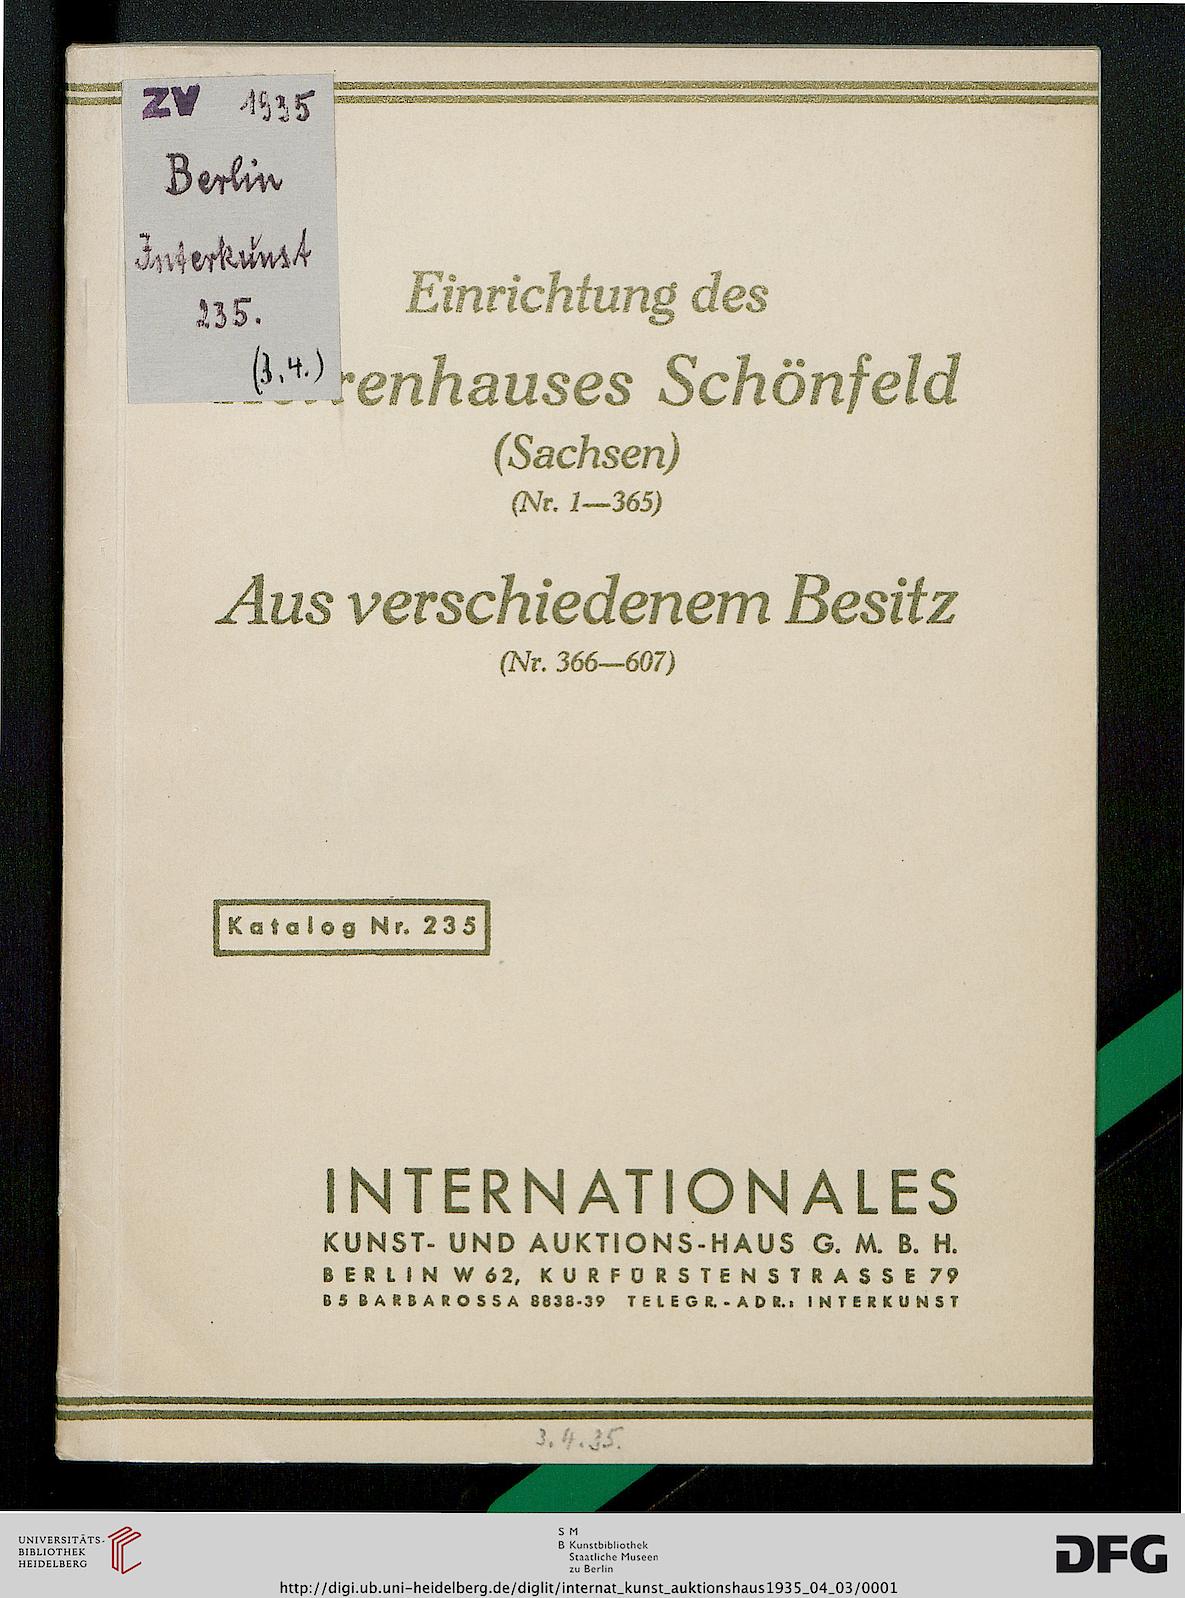 ZV 1935
Berlin
Interkunst
235.
(3.4.)
Einrichtung des
Herrenhauses Schönfeld
(Sachsen)
(Nr. 1—365)
Aus verschiedenem Besitz
(Nr. 366—607)
Katalog Nr. 235
INTERNATIONALES
KUNST- UND AUKTIONS-HAUS G. M. B. H.
BERLIN W 62, KURFÜRSTENSTRASSE 79
B 5 BARBAROSSA 8838-39 TELEGR.-ADR.: INTERKUNST
3.4.35.
UNIVERSITÄTS-
BIBLIOTHEK
HEIDELBERG
S M
B Kunstbibliothek
Staatliche Museen
zu Berlin
DFG
http://digi.ub.uni-heidelberg.de/diglit/internat_kunst_auktionshaus1935_04_03/0001